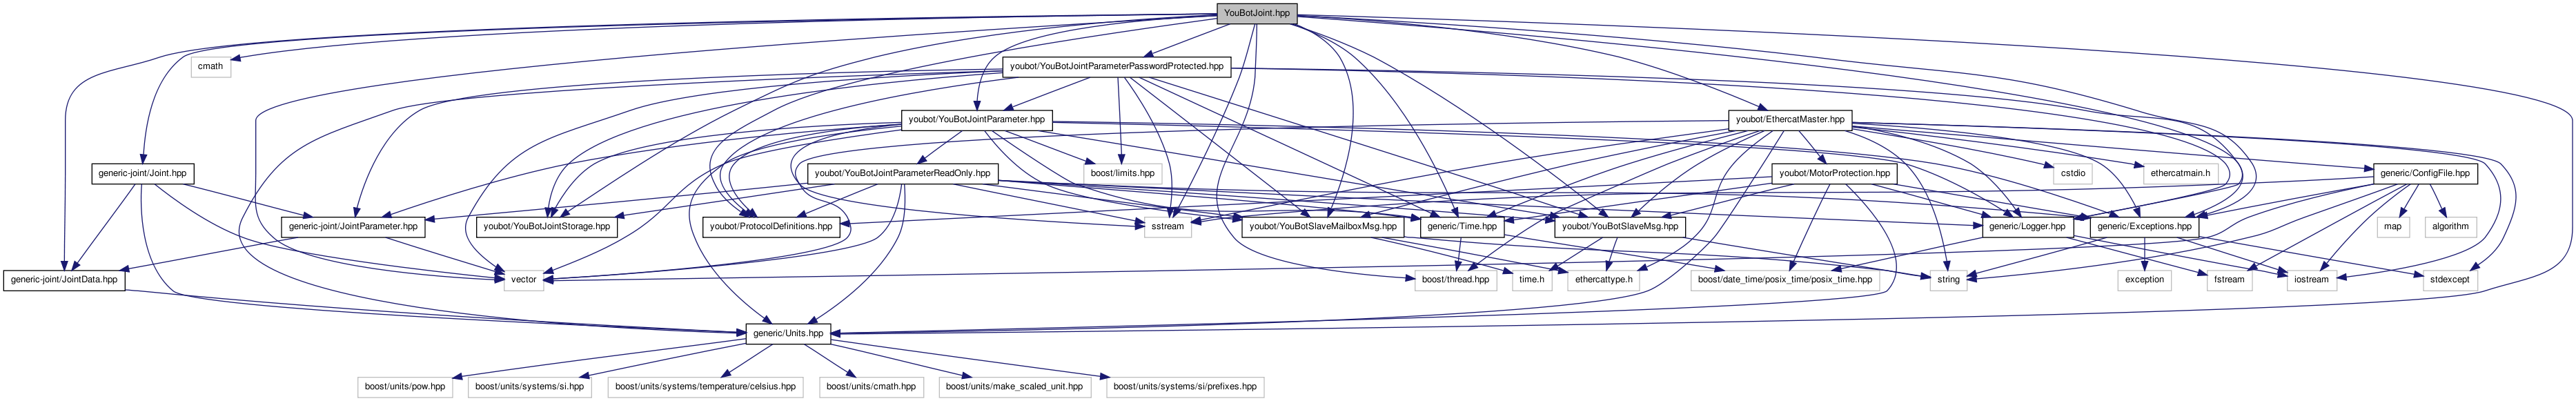 YouBotJoint.hpp
cmath
youbot/YouBotJointParameterPasswordProtected.hpp
youbot/YouBotJointParameter.hpp
youbot/EthercatMaster.hpp
generic-joint/Joint.hpp
youbot/YouBotJointParameterReadOnly.hpp
boost/limits.hpp
youbot/MotorProtection.hpp
cstdio
ethercatmain.h
generic/ConfigFile.hpp
generic-joint/JointParameter.hpp
youbot/YouBotJointStorage.hpp
youbot/ProtocolDefinitions.hpp
sstream
youbot/YouBotSlaveMailboxMsg.hpp
generic/Time.hpp
youbot/YouBotSlaveMsg.hpp
generic/Logger.hpp
generic/Exceptions.hpp
map
algorithm
generic-joint/JointData.hpp
vector
boost/thread.hpp
time.h
ethercattype.h
boost/date_time/posix_time/posix_time.hpp
string
exception
fstream
iostream
stdexcept
generic/Units.hpp
boost/units/pow.hpp
boost/units/systems/si.hpp
boost/units/systems/temperature/celsius.hpp
boost/units/cmath.hpp
boost/units/make_scaled_unit.hpp
boost/units/systems/si/prefixes.hpp